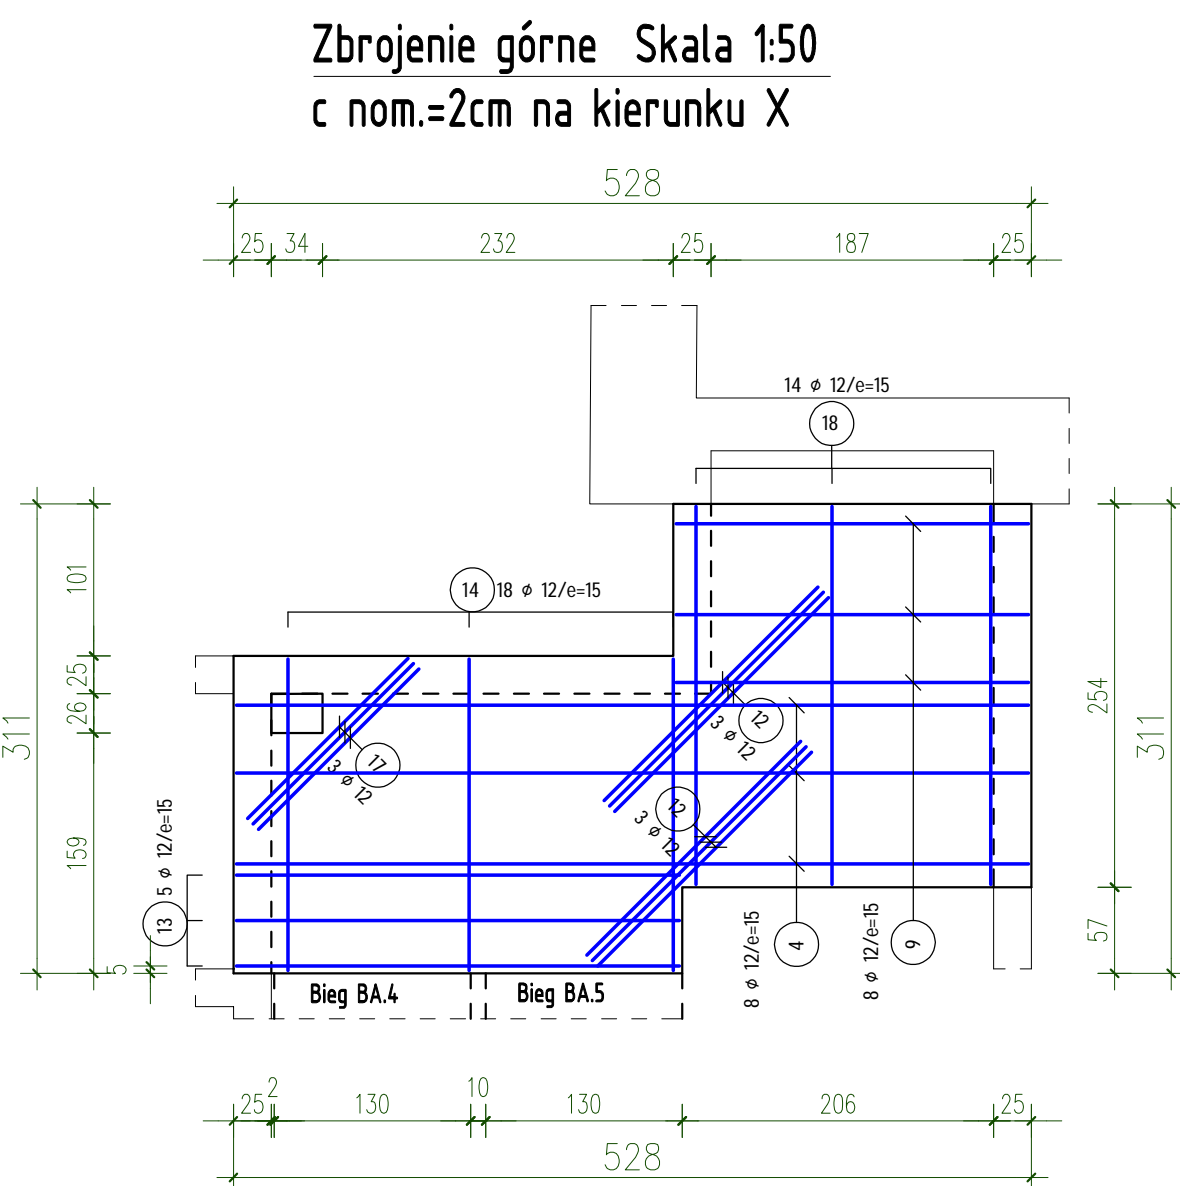 Zbrojenie górne Skala 1:50
c nom.=2cm na kierunku X
528
25 34 232 25 187 25
14 ϕ 12/e=15
18
14 18 ϕ 12/e=15
101
25
26
311
159
5
12
3 ϕ 12
17
3 ϕ 12
12
3 ϕ 12
13 5 ϕ 12/e=15
4
8 ϕ 12/e=15
9
8 ϕ 12/e=15
254
311
57
Bieg BA.4 Bieg BA.5
25 2 130 10 130 206 25
528